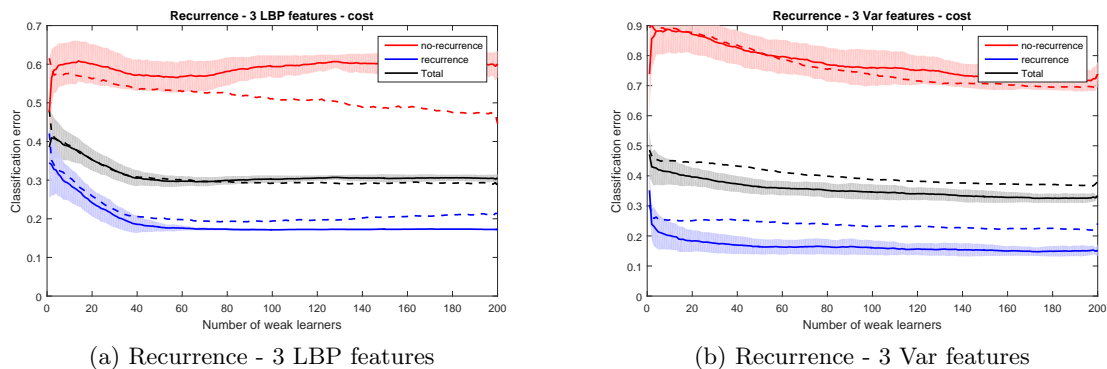 Recurrence - 3 LBP features - cost
0.7
0.6
0.5
0.4
0.3
0.2
0.1
0
Classification error
0 20 40 60 80 100 120 140 160 180 200
Number of weak learners
no-recurrence
recurrence
Total
(a) Recurrence - 3 LBP features
Recurrence - 3 Var features - cost
0.9
0.8
0.7
0.6
0.5
0.4
0.3
0.2
0.1
0
Classification error
0 20 40 60 80 100 120 140 160 180 200
Number of weak learners
no-recurrence
recurrence
Total
(b) Recurrence - 3 Var features